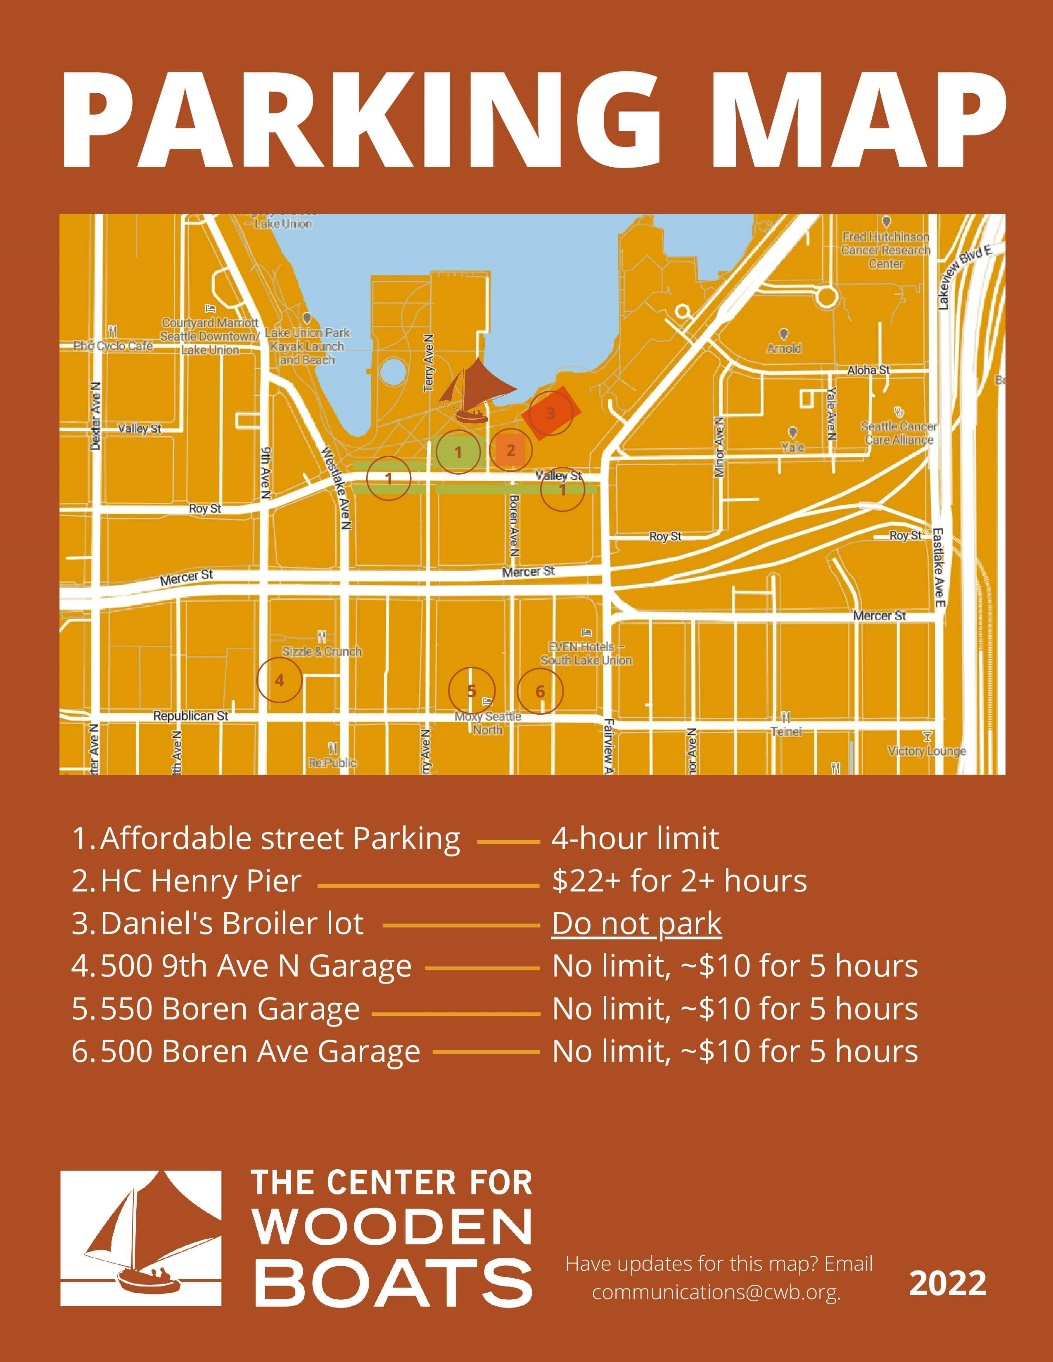 PARKING MAP
Lake Union
Fred Hutchinson
Cancer Research
Center
Lakeview Blvd E
Courtyard Marriott
Seattle Downtown/
Lake Union
Pho Cyclo Café
Lake Union Park
Kayak Launch
and Beach
Terry Ave N
Arnold
Aloha St
Dexter Ave N
Valley St
9th Ave N
Westlake Ave N
3
1
2
1
Valley St
1
Minor Ave N
Yale
Yale Ave N
Seattle Cancer
Care Alliance
Roy St
Boren Ave N
Roy St
Roy St
Eastlake Ave E
Mercer St
Mercer St
Mercer St
Sizzle & Crunch
EVEN Hotels –
South Lake Union
4
5
6
Republican St
Moxy Seattle
North
Re:Public
Fairview A
ter Ave N
th Ave N
ry Ave N
nor Ave N
Victory Lounge
1. Affordable street Parking 4-hour limit
2. HC Henry Pier $22+ for 2+ hours
3. Daniel's Broiler lot Do not park
4. 500 9th Ave N Garage No limit, ~$10 for 5 hours
5. 550 Boren Garage No limit, ~$10 for 5 hours
6. 500 Boren Ave Garage No limit, ~$10 for 5 hours
THE CENTER FOR
WOODEN
BOATS
Have updates for this map? Email
communications@cwb.org.
2022